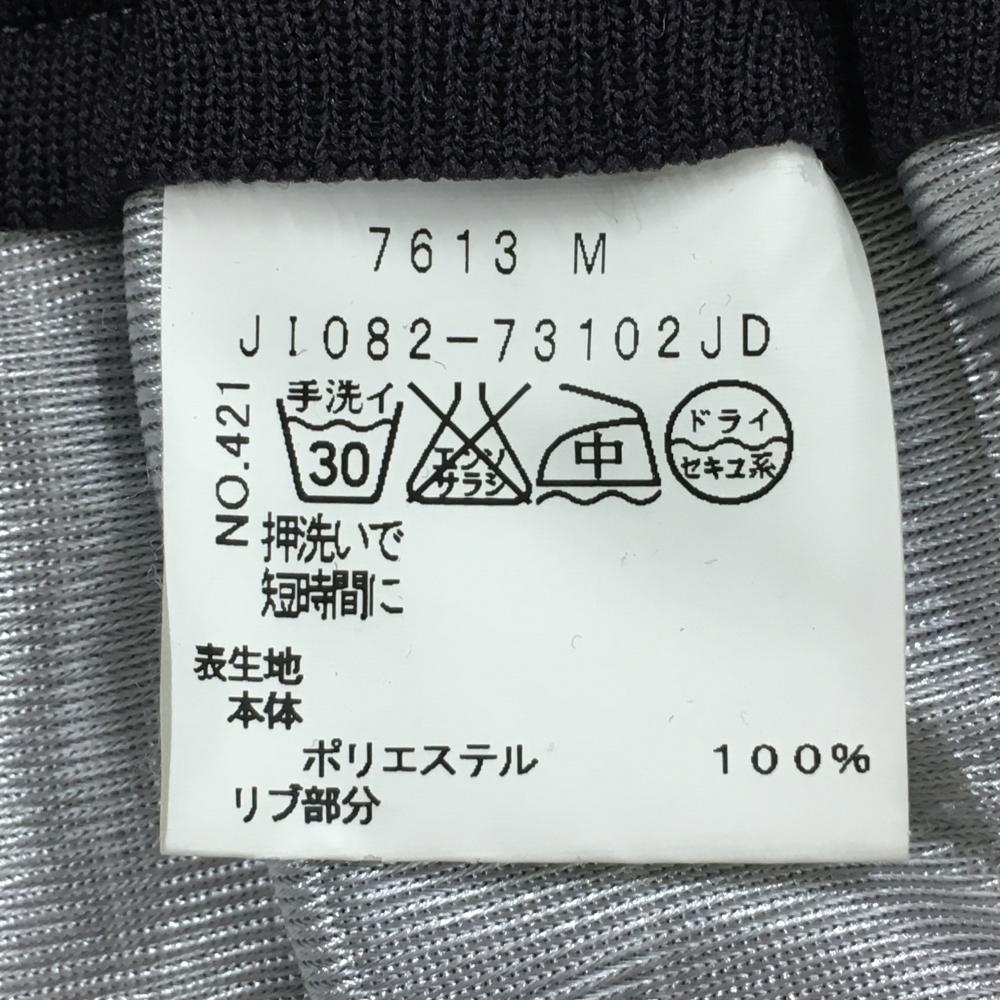 7613 M
JI082-73102JD
NO.421
手洗イ
30
エンソ
サラシ
中
ドライ
セキユ系
押洗いで
短時間に
表生地
本体
ポリエステル 100%
リブ部分